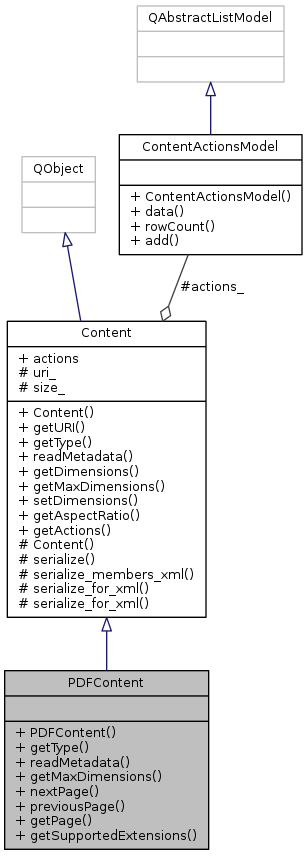 QAbstractListModel
ContentActionsModel
+ ContentActionsModel()
+ data()
+ rowCount()
+ add()
QObject
#actions_
Content
+ actions
# uri_
# size_
+ Content()
+ getURI()
+ getType()
+ readMetadata()
+ getDimensions()
+ getMaxDimensions()
+ setDimensions()
+ getAspectRatio()
+ getActions()
# Content()
# serialize()
# serialize_members_xml()
# serialize_for_xml()
# serialize_for_xml()
PDFContent
+ PDFContent()
+ getType()
+ readMetadata()
+ getMaxDimensions()
+ nextPage()
+ previousPage()
+ getPage()
+ getSupportedExtensions()